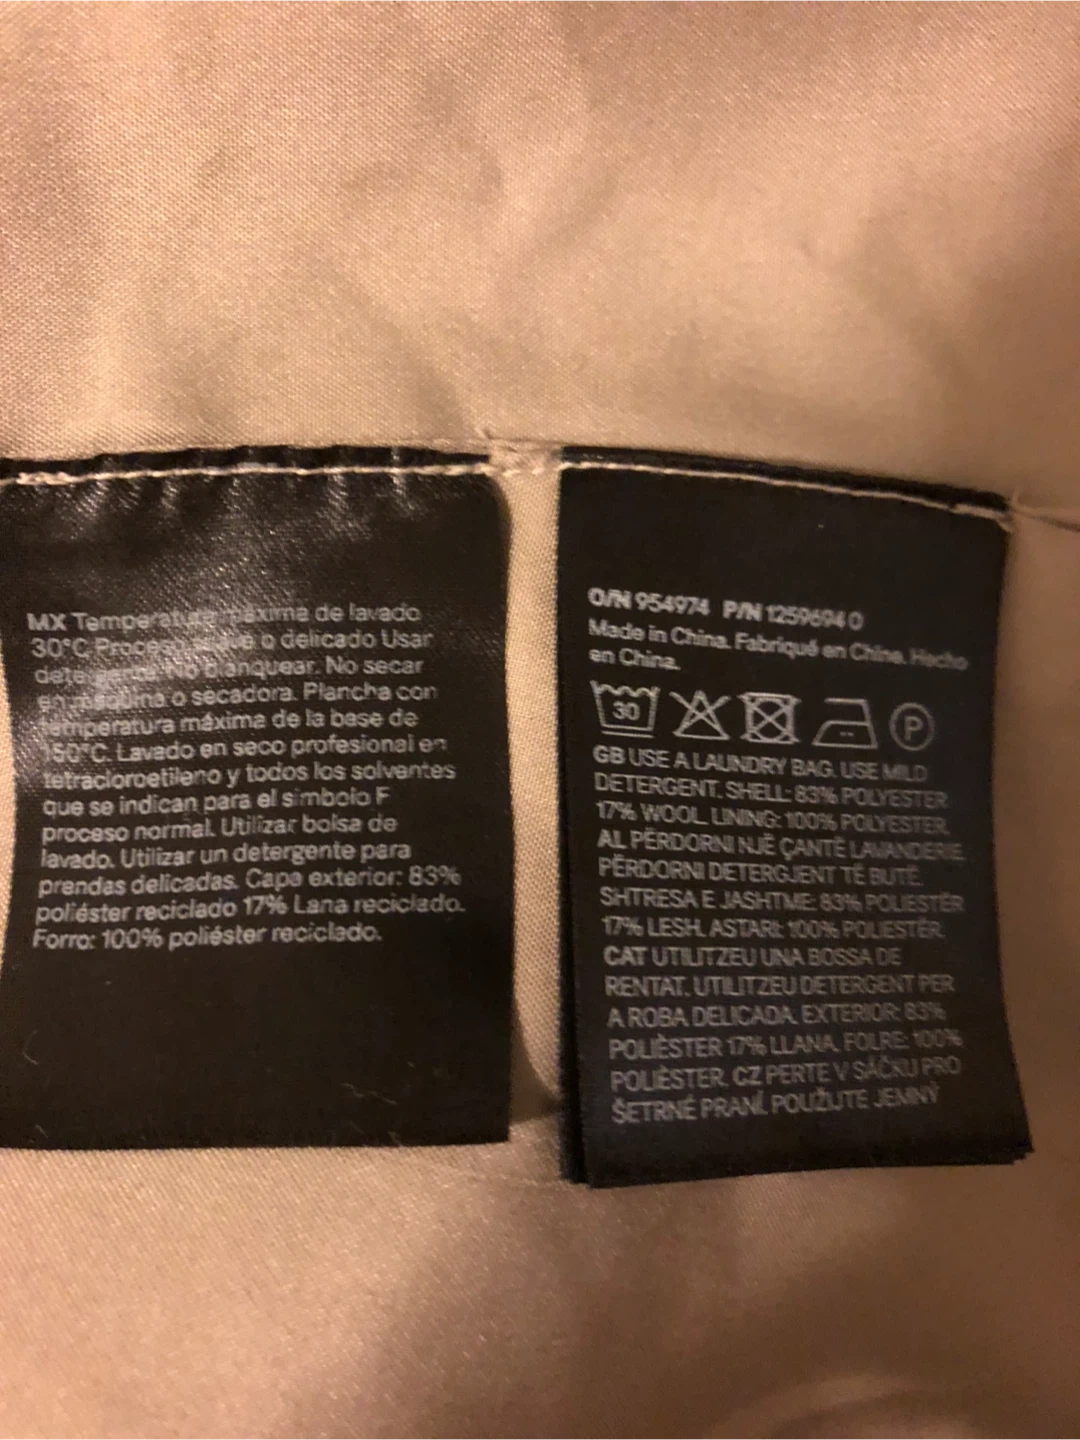 MX Temperatura máxima de lavado
30°C Proceso suave o delicado Usar
detergente. No blanquear. No secar
en máquina o secadora. Plancha con
temperatura máxima de la base de
150°C. Lavado en seco profesional en
tetracloroetileno y todos los solventes
que se indican para el simbolo F
proceso normal. Utilizar bolsa de
lavado. Utilizar un detergente para
prendas delicadas. Capa exterior: 83%
poliéster reciclado 17% Lana reciclado.
Forro: 100% poliéster reciclado.
O/N 954974 P/N 12596940
Made in China. Fabriqué en Chine. Hecho
en China.
30 P
GB USE A LAUNDRY BAG. USE MILD
DETERGENT. SHELL: 83% POLYESTER
17% WOOL. LINING: 100% POLYESTER.
AL PËRDORNI NJË ÇANTË LAVANDERIE.
PËRDORNI DETERGJENT TË BUTË.
SHTRESA E JASHTME: 83% POLIESTËR
17% LESH. ASTARI: 100% POLIESTËR.
CAT UTILITZEU UNA BOSSA DE
RENTAT. UTILITZEU DETERGENT PER
A ROBA DELICADA. EXTERIOR: 83%
POLIÈSTER 17% LLANA. FOLRE: 100%
POLIÈSTER. CZ PERTE V SÁČKU PRO
ŠETRNÉ PRANÍ. POUŽIJTE JEMNÝ